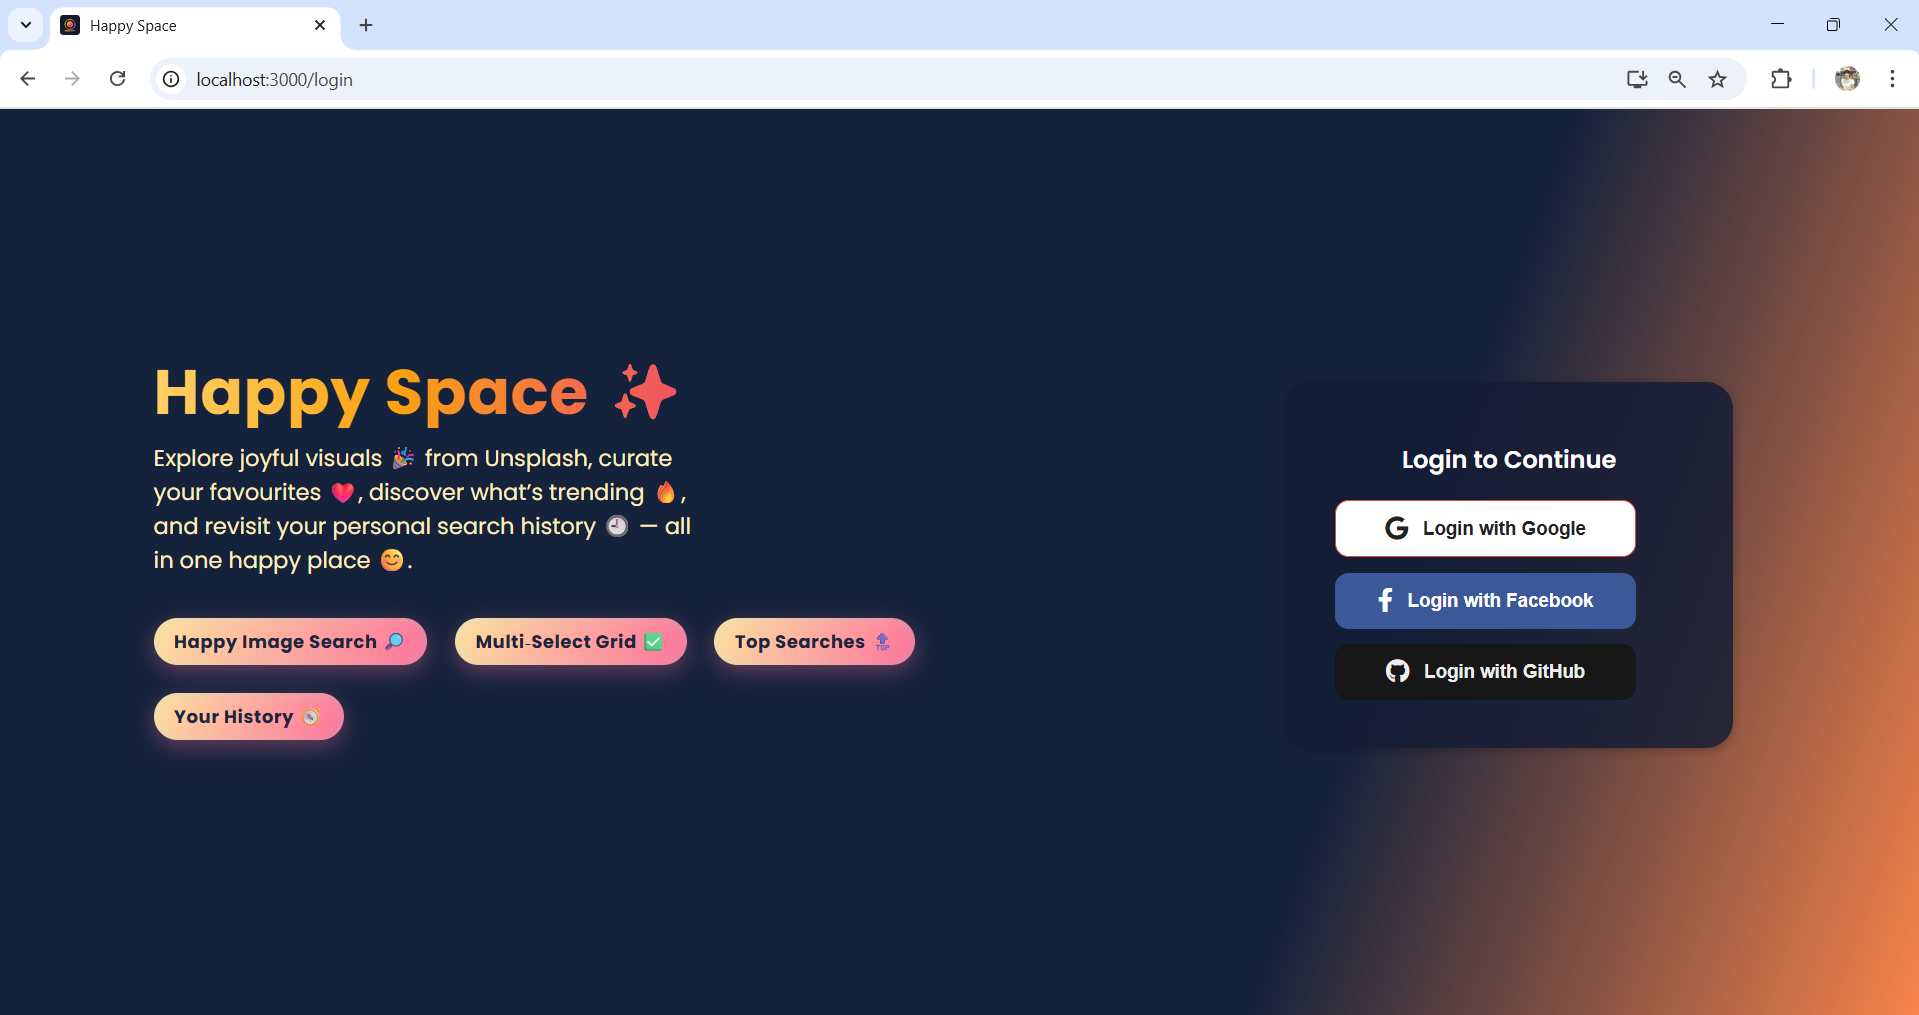 Happy Space
localhost:3000/login
Happy Space ✨
Explore joyful visuals 🎉 from Unsplash, curate
your favourites ❤️, discover what’s trending 🔥,
and revisit your personal search history 🕘 — all
in one happy place 😊.
Happy Image Search 🔎
Multi-Select Grid ✅
Top Searches 🔝
Your History 🧭
Login to Continue
Login with Google
Login with Facebook
Login with GitHub